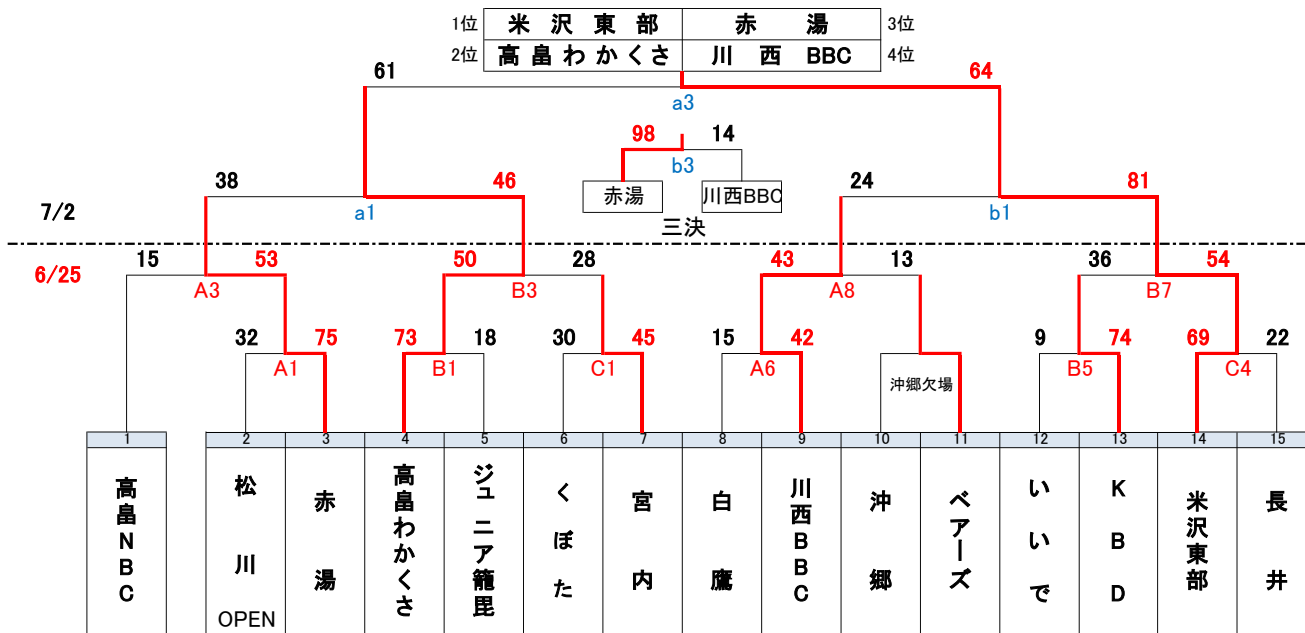 1位 米沢東部 赤湯 3位
2位 高畠わかくさ 川西 BBC 4位
61 64
a3
98 14
b3
赤湯 川西BBC
三決
38 46 24 81
a1 b1
7/2
6/25
15 53 50 28 43 13 36 54
A3 B3 A8 B7
32 75 73 18 30 45 15 42 9 74 69 22
A1 B1 C1 A6 沖郷欠場 B5 C4
1 2 3 4 5 6 7 8 9 10 11 12 13 14 15
高畠NBC
松川
OPEN
赤湯
高畠わかくさ
ジュニア籠毘
くぼた
宮内
白鷹
川西BBC
沖郷
ベアーズ
いいで
KBD
米沢東部
長井